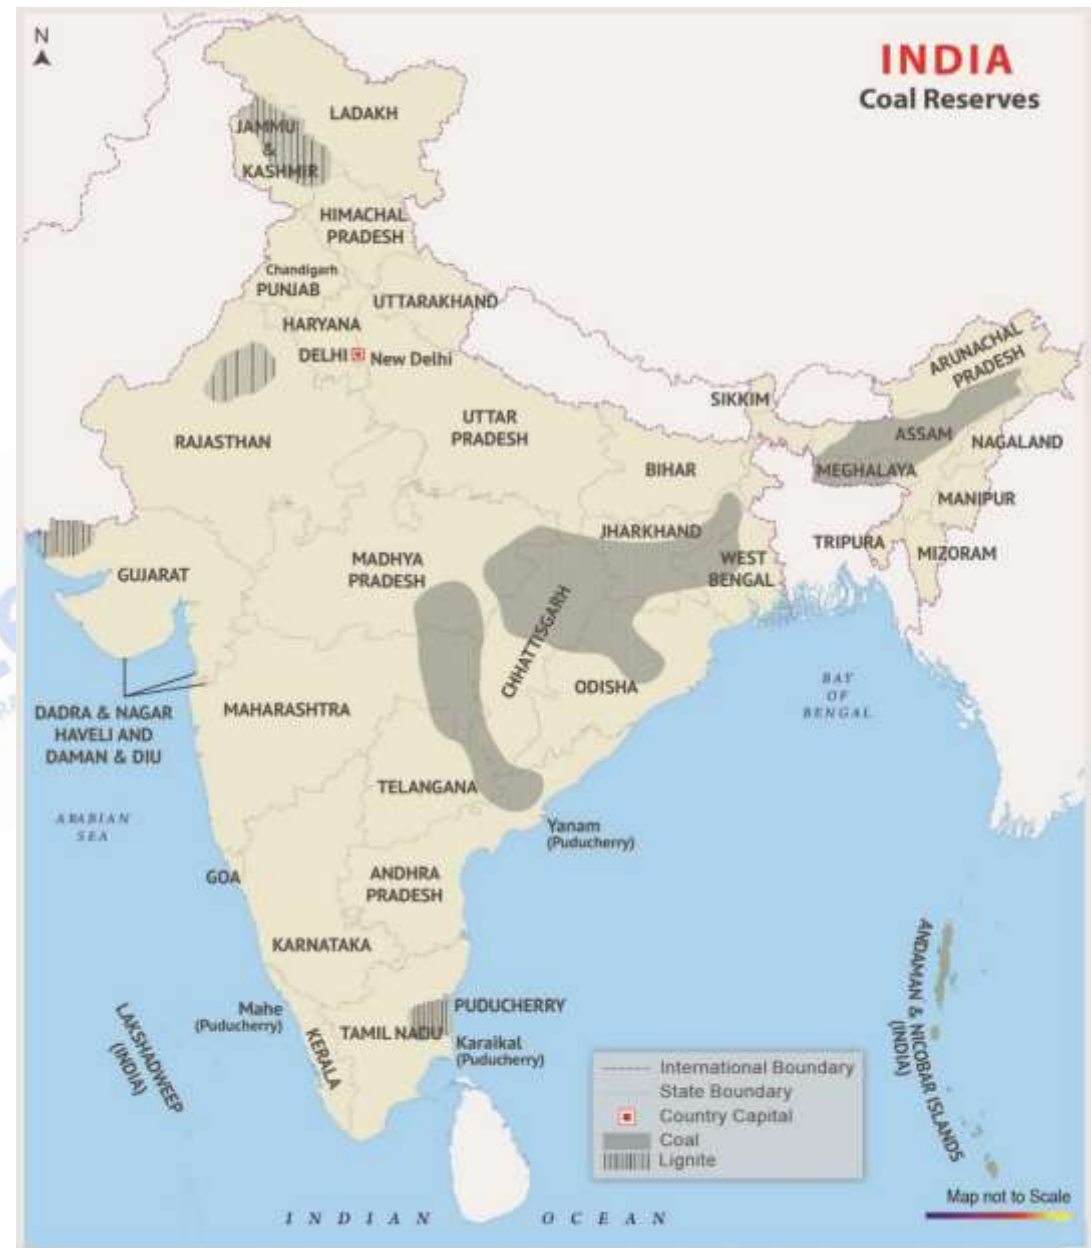 N
INDIA
Coal Reserves
LADAKH
JAMMU
&
KASHMIR
HIMACHAL
PRADESH
Chandigarh
PUNJAB
UTTARAKHAND
HARYANA
DELHI
New Delhi
ARUNACHAL
PRADESH
SIKKIM
RAJASTHAN
UTTAR
PRADESH
ASSAM
NAGALAND
BIHAR
MEGHALAYA
MANIPUR
JHARKHAND
TRIPURA
MIZORAM
GUJARAT
MADHYA
PRADESH
WEST
BENGAL
CHHATTISGARH
ODISHA
BAY
OF
BENGAL
DADRA & NAGAR
HAVELI AND
DAMAN & DIU
MAHARASHTRA
TELANGANA
ARABIAN
SEA
Yanam
(Puducherry)
GOA
ANDHRA
PRADESH
KARNATAKA
ANDAMAN & NICOBAR ISLANDS
(INDIA)
LAKSHADWEEP
(INDIA)
Mahe
(Puducherry)
PUDUCHERRY
TAMIL NADU
KERALA
Karaikal
(Puducherry)
International Boundary
State Boundary
Country Capital
Coal
Lignite
Map not to Scale
INDIAN OCEAN